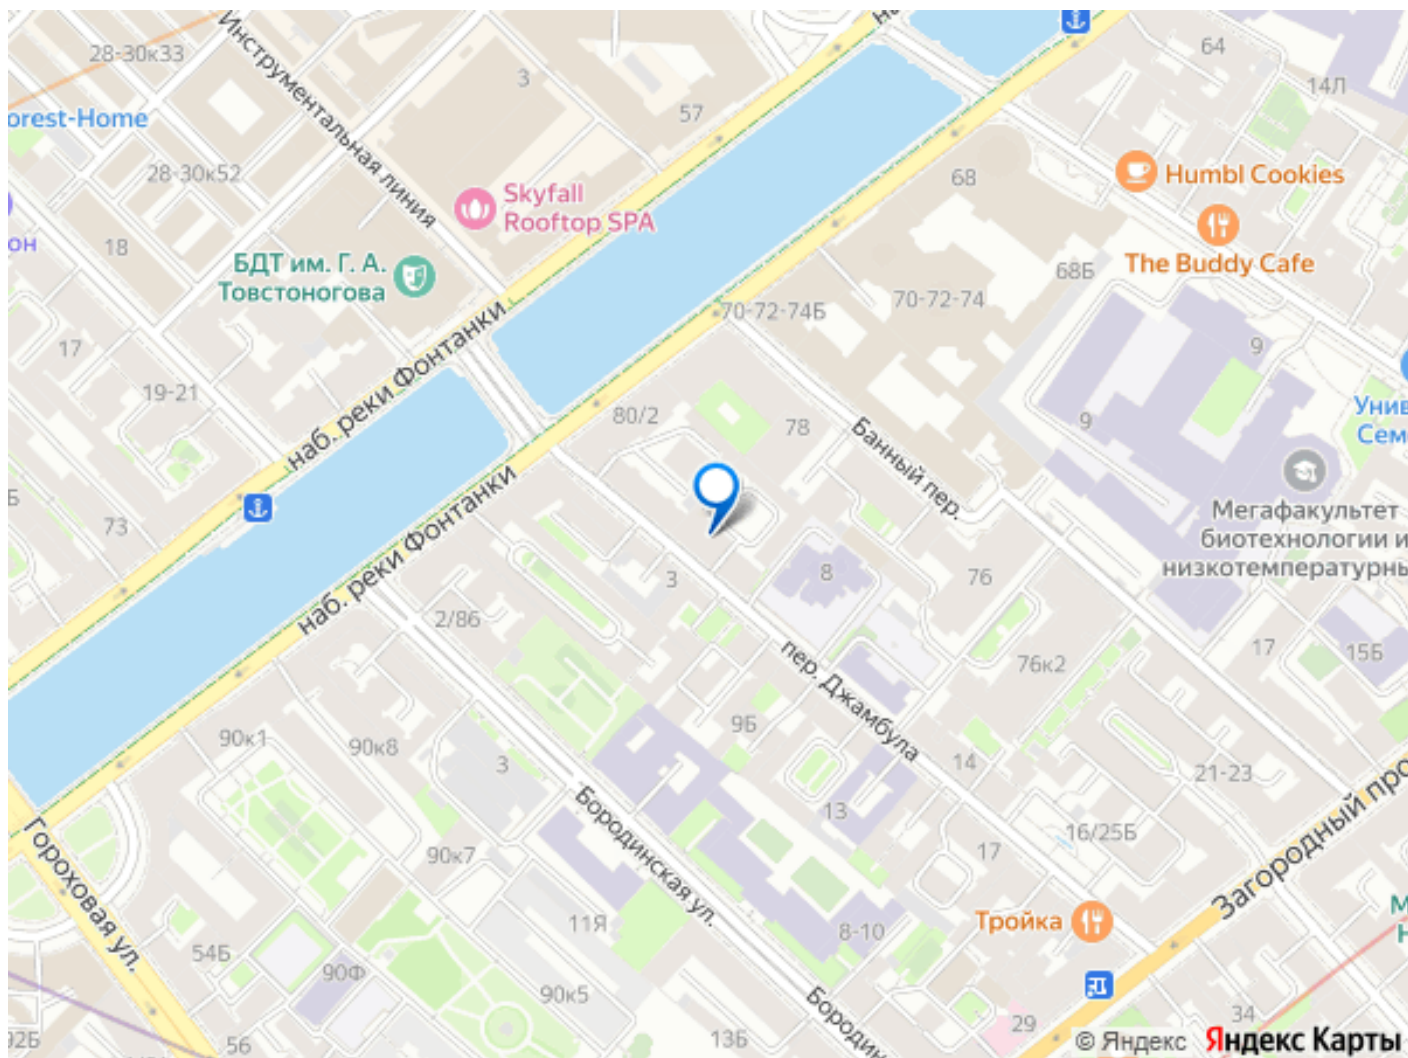 Инструментальная линия
28-30к33
3
57
64
14Л
orest-Home
28-30к52
Skyfall
Rooftop SPA
68
Humbl Cookies
18
он
БДТ им. Г. А.
Товстоногова
The Buddy Cafe
68Б
70-72-74
70-72-74Б
17
19-21
наб. реки Фонтанки
9
80/2
78
9
Банный пер.
Унив
Сем
73
Мегафакультет
биотехнологии и
низкотемпературны
наб. реки Фонтанки
3
8
76
2/86
17
15Б
76к2
пер. Джамбула
9Б
90к1
90к8
3
14
21-23
13
16/25Б
Гороховая ул.
90к7
Бородинская ул.
17
Загородный про
11Я
8-10
Тройка
54Б
90Ф
90к5
Бородин
13Б
29
34
56
92Б
© Яндекс
Яндекс Карты